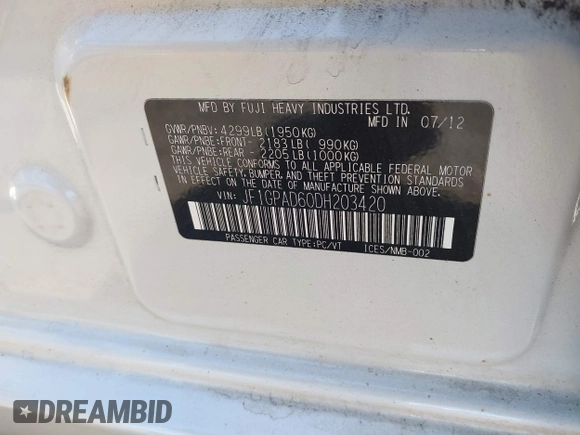 MFD BY FUJI HEAVY INDUSTRIES LTD.
MFD IN 07/12
GVWR/PNBV: 4299LB(1950KG)
GAWR/PNBE:FRONT- 2183LB( 990KG)
GAWR/PNBE:REAR - 2205LB(1000KG)
THIS VEHICLE CONFORMS TO ALL APPLICABLE FEDERAL MOTOR
VEHICLE SAFETY, BUMPER, AND THEFT PREVENTION STANDARDS
IN EFFECT ON THE DATE OF MANUFACTURE SHOWN ABOVE.
VIN: JF1GPAD60DH203420
PASSENGER CAR TYPE:PC/VT ICES/NMB-002
DREAMBID